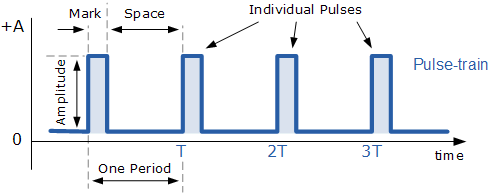 Individual Pulses
Mark
Space
+A
Amplitude
Pulse-train
0
T
2T
3T
time
One Period